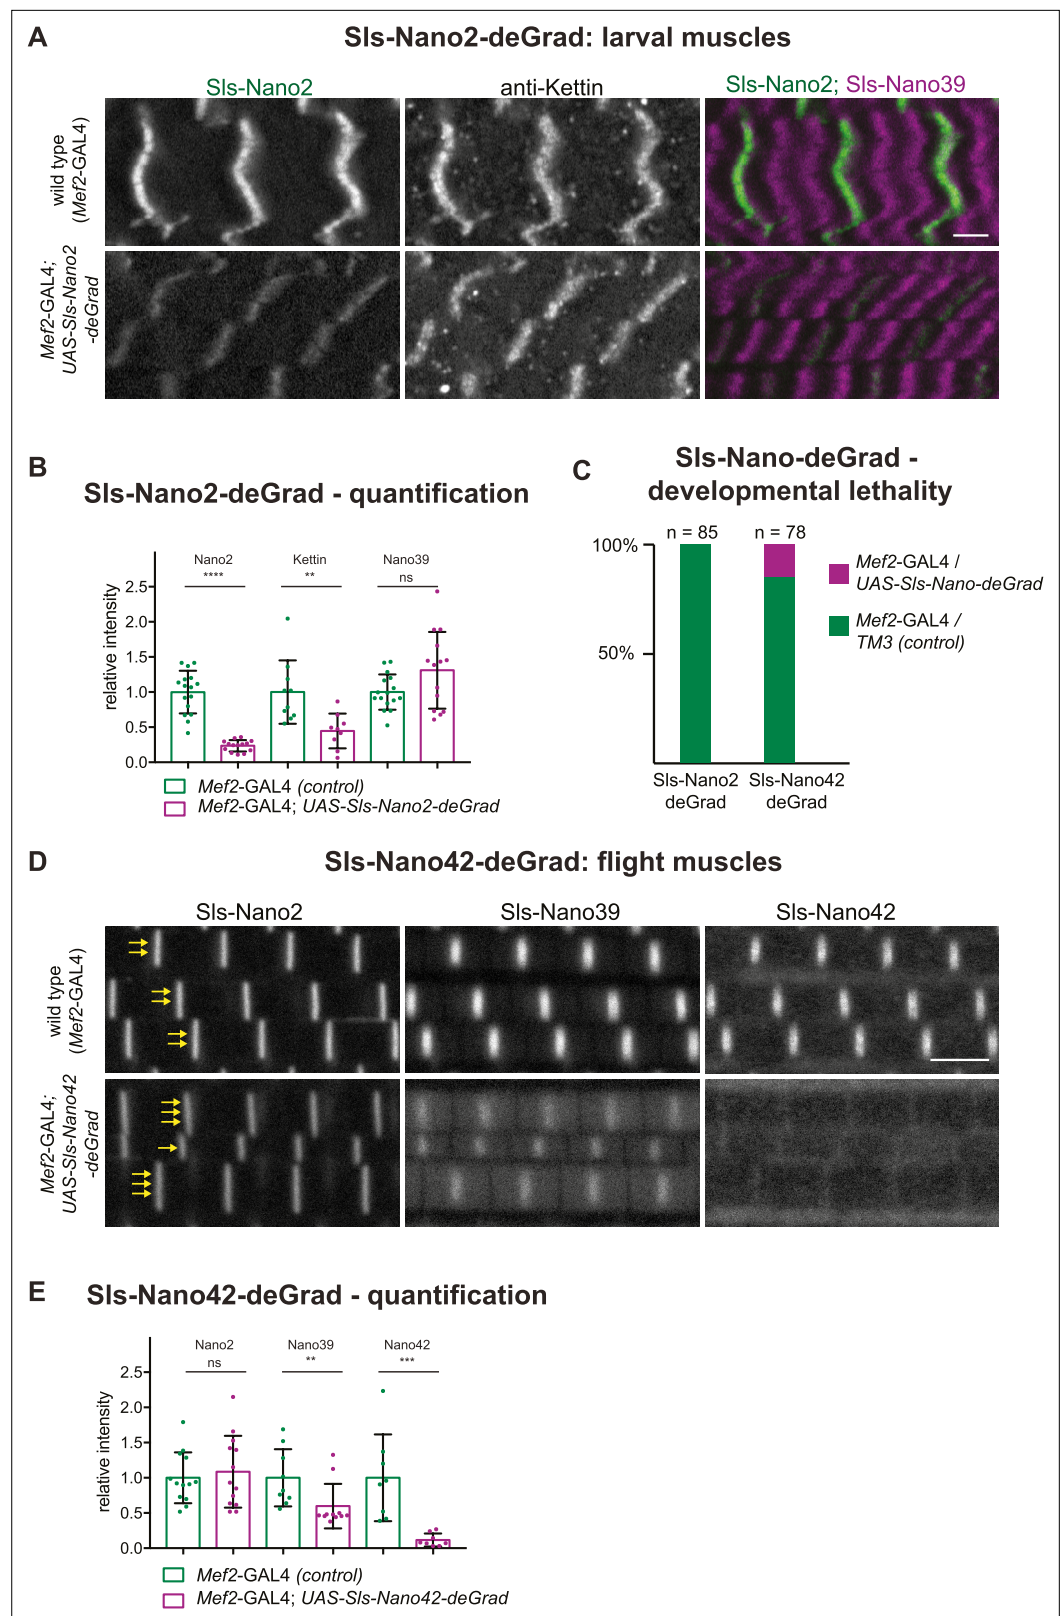 A
Sls-Nano2-deGrad: larval muscles
Sls-Nano2
anti-Kettin
Sls-Nano2; Sls-Nano39
wild type
(Mef2-GAL4)
Mef2-GAL4;
UAS-Sls-Nano2
-deGrad
B
Sls-Nano2-deGrad - quantification
Nano2
****
Kettin
**
Nano39
ns
relative intensity
2.5
2.0
1.5
1.0
0.5
0.0
Mef2-GAL4 (control)
Mef2-GAL4; UAS-Sls-Nano2-deGrad
C
Sls-Nano-deGrad -
developmental lethality
n = 85
n = 78
100%
50%
Sls-Nano2
deGrad
Sls-Nano42
deGrad
Mef2-GAL4 /
UAS-Sls-Nano-deGrad
Mef2-GAL4 /
TM3 (control)
D
Sls-Nano42-deGrad: flight muscles
Sls-Nano2
Sls-Nano39
Sls-Nano42
wild type
(Mef2-GAL4)
Mef2-GAL4;
UAS-Sls-Nano42
-deGrad
E
Sls-Nano42-deGrad - quantification
Nano2
ns
Nano39
**
Nano42
***
relative intensity
2.5
2.0
1.5
1.0
0.5
0.0
Mef2-GAL4 (control)
Mef2-GAL4; UAS-Sls-Nano42-deGrad